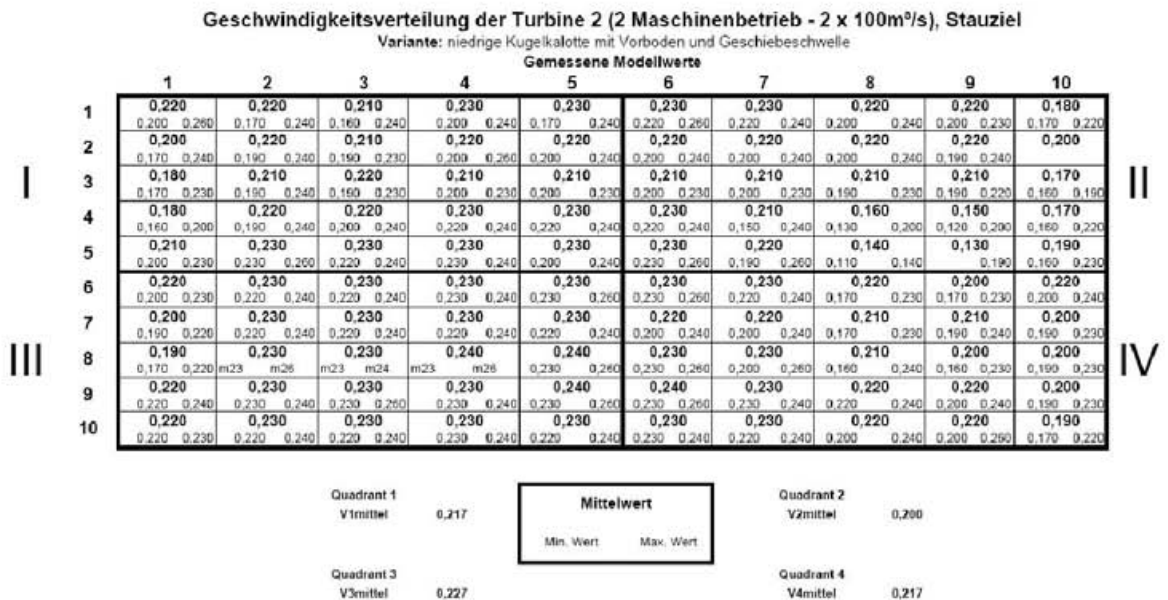 Geschwindigkeitsverteilung der Turbine 2 (2 Maschinenbetrieb - 2 x 100m³/s), Stauziel
Variante: niedrige Kugelkalotte mit Vorboden und Geschiebeschwelle
Gemessene Modellwerte
1 2 3 4 5 6 7 8 9 10
1 0,220 0,220 0,210 0,230 0,230 0,230 0,230 0,220 0,220 0,180
0,200 0,260 0,170 0,240 0,160 0,240 0,200 0,240 0,170 0,240 0,220 0,260 0,220 0,240 0,200 0,240 0,200 0,230 0,170 0,220
2 0,200 0,220 0,210 0,220 0,220 0,220 0,220 0,220 0,220 0,200
0,170 0,240 0,190 0,240 0,190 0,230 0,200 0,260 0,200 0,240 0,200 0,240 0,200 0,240 0,200 0,240 0,190 0,240
I
3 0,180 0,210 0,220 0,210 0,210 0,210 0,210 0,210 0,210 0,170
0,170 0,230 0,190 0,240 0,190 0,230 0,200 0,230 0,200 0,230 0,200 0,230 0,200 0,230 0,190 0,230 0,190 0,220 0,160 0,190
II
4 0,180 0,220 0,220 0,230 0,230 0,230 0,210 0,160 0,150 0,170
0,160 0,200 0,190 0,240 0,200 0,240 0,220 0,240 0,220 0,240 0,220 0,240 0,150 0,240 0,130 0,200 0,120 0,200 0,160 0,220
5 0,210 0,230 0,230 0,230 0,230 0,230 0,220 0,140 0,130 0,190
0,200 0,230 0,230 0,260 0,220 0,240 0,230 0,240 0,200 0,240 0,230 0,260 0,190 0,260 0,110 0,140 0,190 0,160 0,230
6 0,220 0,230 0,230 0,230 0,230 0,230 0,230 0,220 0,220 0,220
0,200 0,230 0,220 0,240 0,220 0,240 0,230 0,240 0,230 0,260 0,230 0,260 0,220 0,240 0,170 0,230 0,170 0,230 0,200 0,240
7 0,200 0,230 0,230 0,230 0,230 0,220 0,220 0,210 0,210 0,200
0,190 0,220 0,220 0,240 0,220 0,240 0,220 0,240 0,220 0,240 0,200 0,240 0,200 0,240 0,170 0,230 0,190 0,240 0,190 0,230
III
8 0,190 0,230 0,230 0,240 0,240 0,230 0,230 0,210 0,200 0,200
0,170 0,220 m23 m26 m23 m24 m23 m26 0,230 0,260 0,230 0,260 0,200 0,260 0,160 0,240 0,160 0,230 0,190 0,230
IV
9 0,220 0,230 0,230 0,230 0,240 0,240 0,230 0,220 0,220 0,200
0,220 0,240 0,230 0,240 0,230 0,260 0,230 0,240 0,230 0,260 0,230 0,260 0,230 0,240 0,220 0,240 0,200 0,240 0,190 0,230
10 0,220 0,230 0,230 0,230 0,230 0,230 0,230 0,220 0,220 0,190
0,220 0,230 0,220 0,240 0,220 0,240 0,230 0,240 0,220 0,240 0,230 0,240 0,220 0,240 0,200 0,240 0,200 0,170 0,220
Quadrant 1
V1mittel 0,217
Mittelwert
Min. Wert Max. Wert
Quadrant 2
V2mittel 0,200
Quadrant 3
V3mittel 0,227
Quadrant 4
V4mittel 0,217